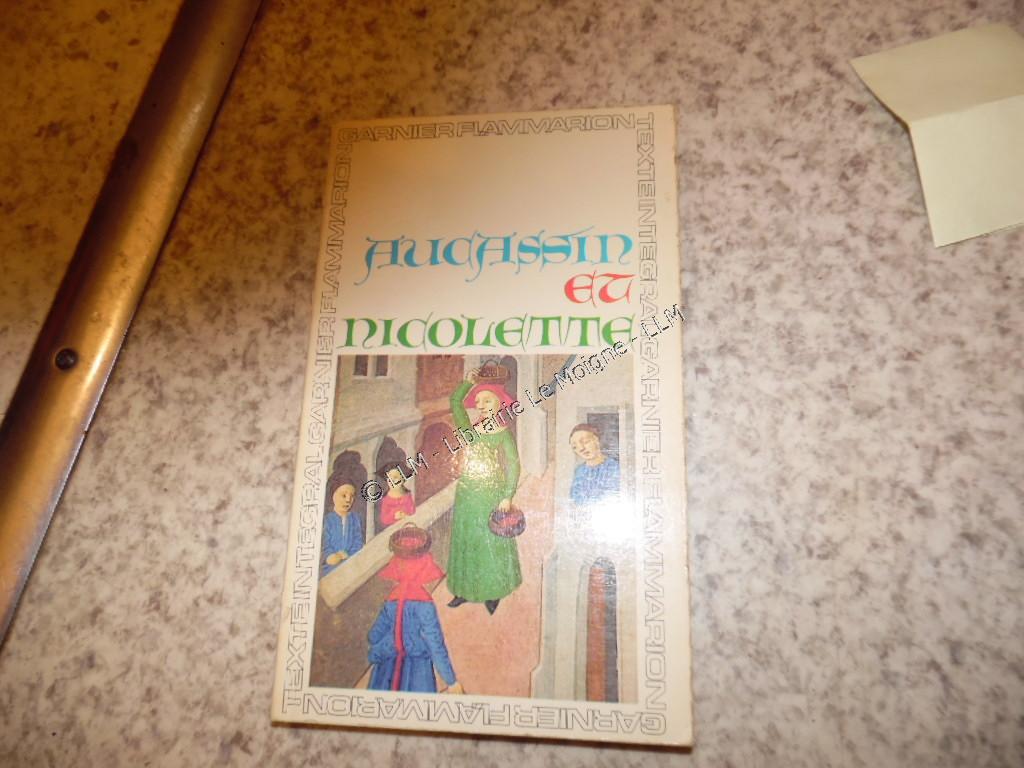 GARNIER FLAMMARION
TEXTE INTEGRAL GARNIER FLAMMARION
AUCASSIN
ET
NICOLETTE
© LLM - Librairie Le Moigne - LLM
TEXTE INTEGRAL GARNIER FLAMMARION
GARNIER FLAMMARION